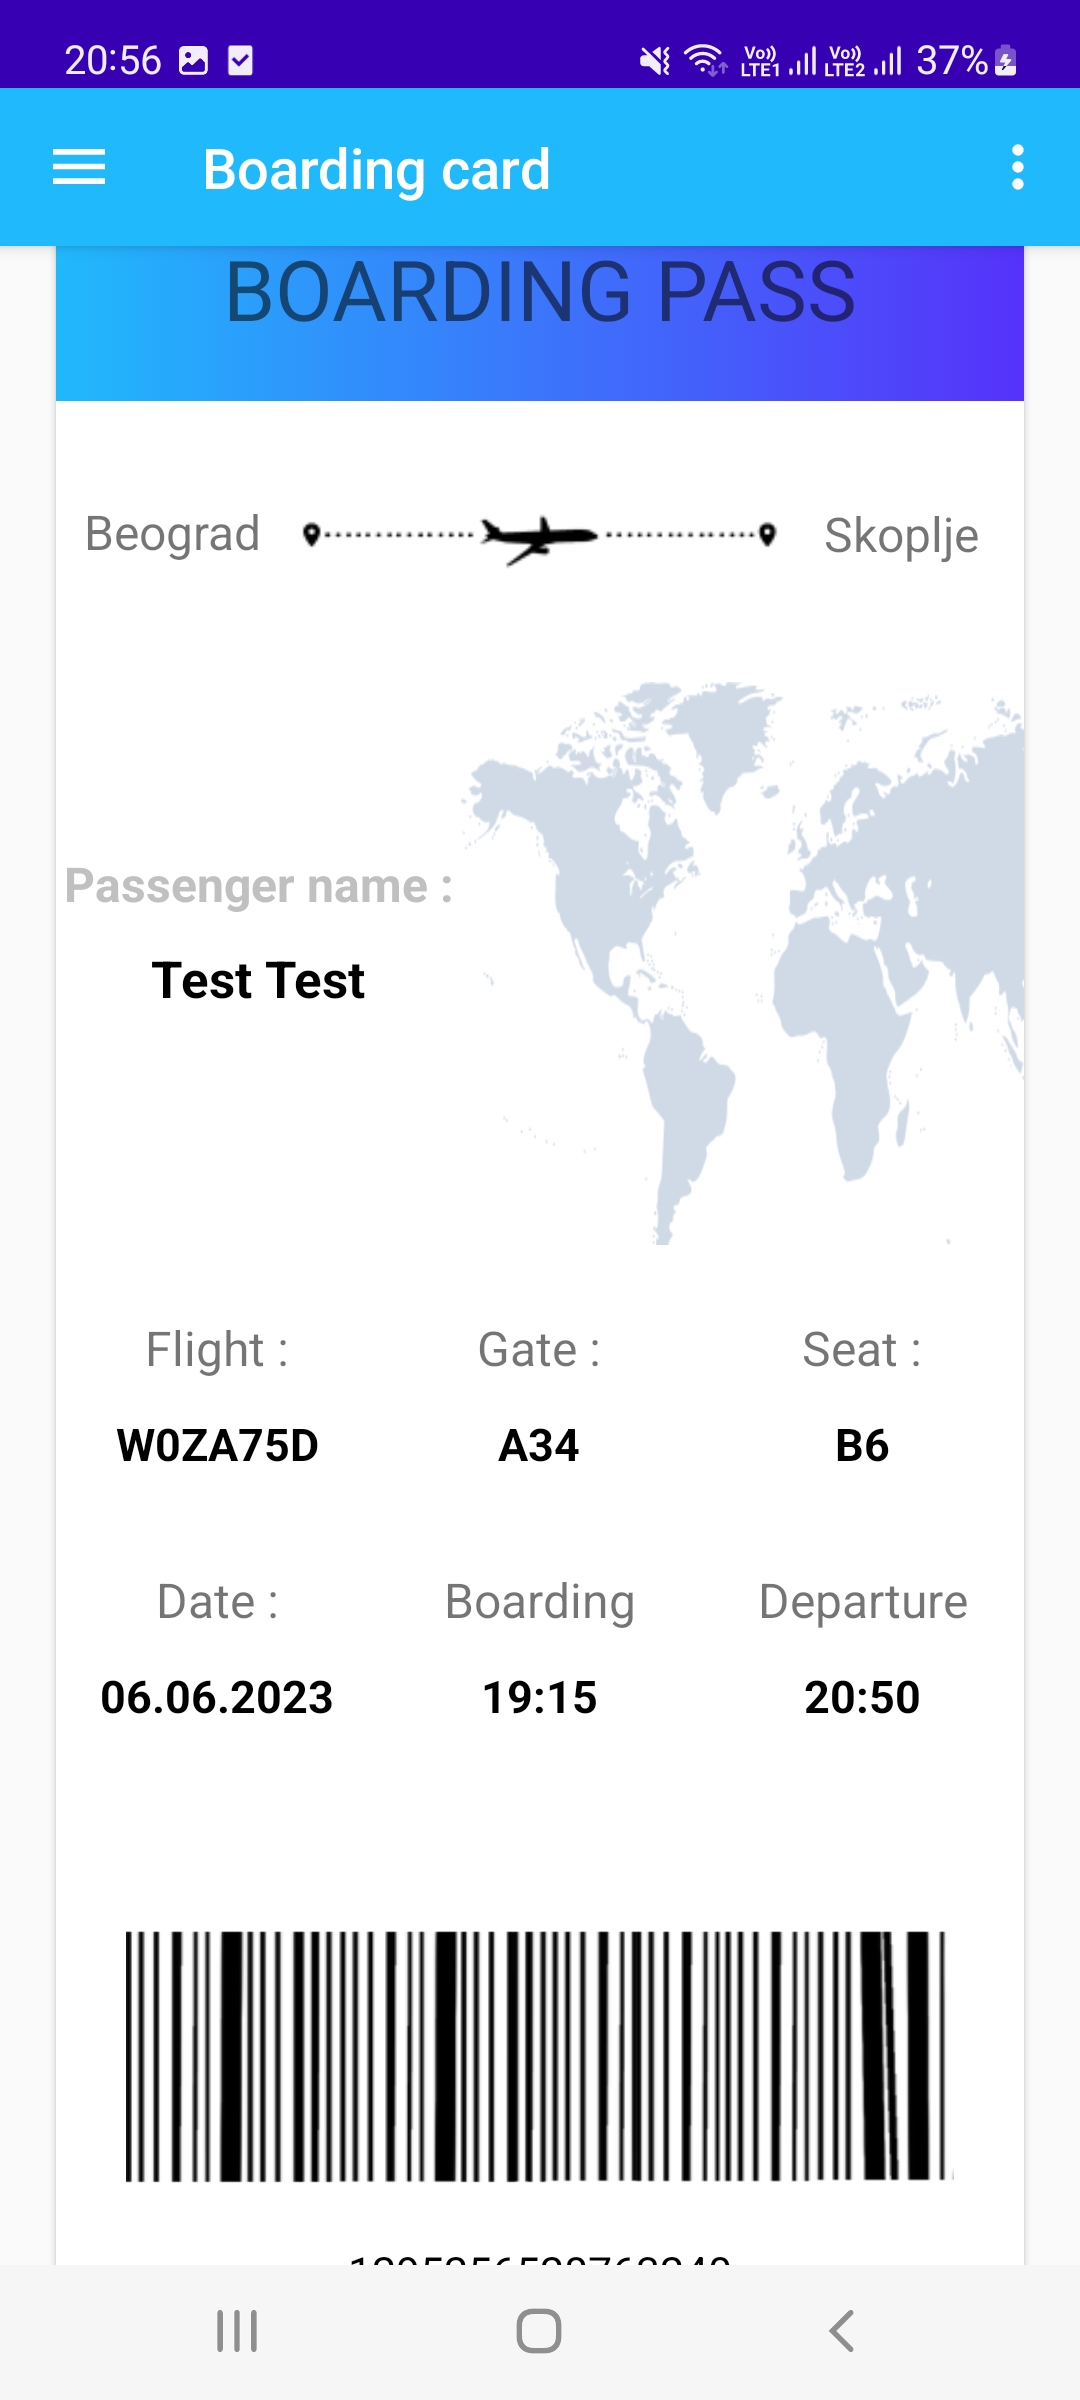 20:56 Vo)) LTE1 Vo)) LTE2 37%
Boarding card
BOARDING PASS
Beograd Skoplje
Passenger name :
Test Test
Flight : Gate : Seat :
W0ZA75D A34 B6
Date : Boarding Departure
06.06.2023 19:15 20:50